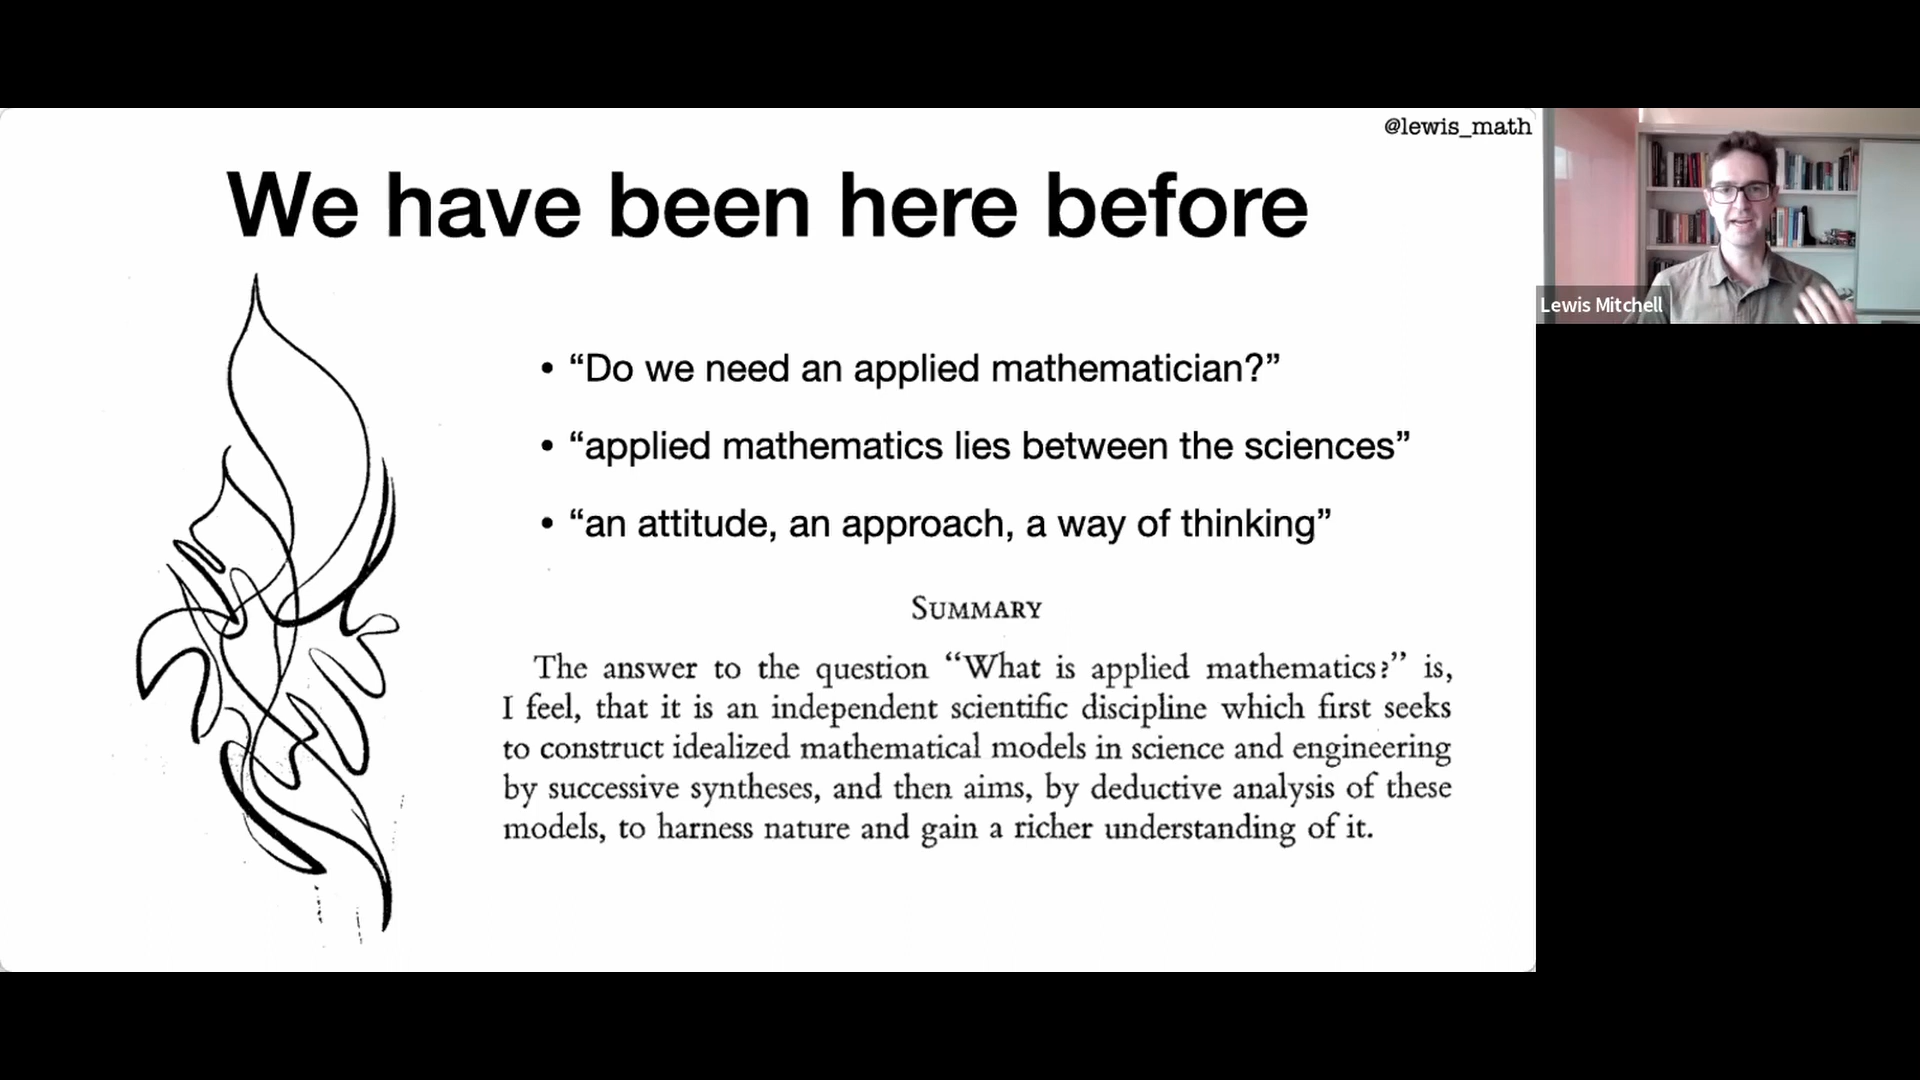 @lewis_math
We have been here before
Lewis Mitchell
• “Do we need an applied mathematician?”
• “applied mathematics lies between the sciences”
• “an attitude, an approach, a way of thinking”
SUMMARY
The answer to the question “What is applied mathematics?” is,
I feel, that it is an independent scientific discipline which first seeks
to construct idealized mathematical models in science and engineering
by successive syntheses, and then aims, by deductive analysis of these
models, to harness nature and gain a richer understanding of it.